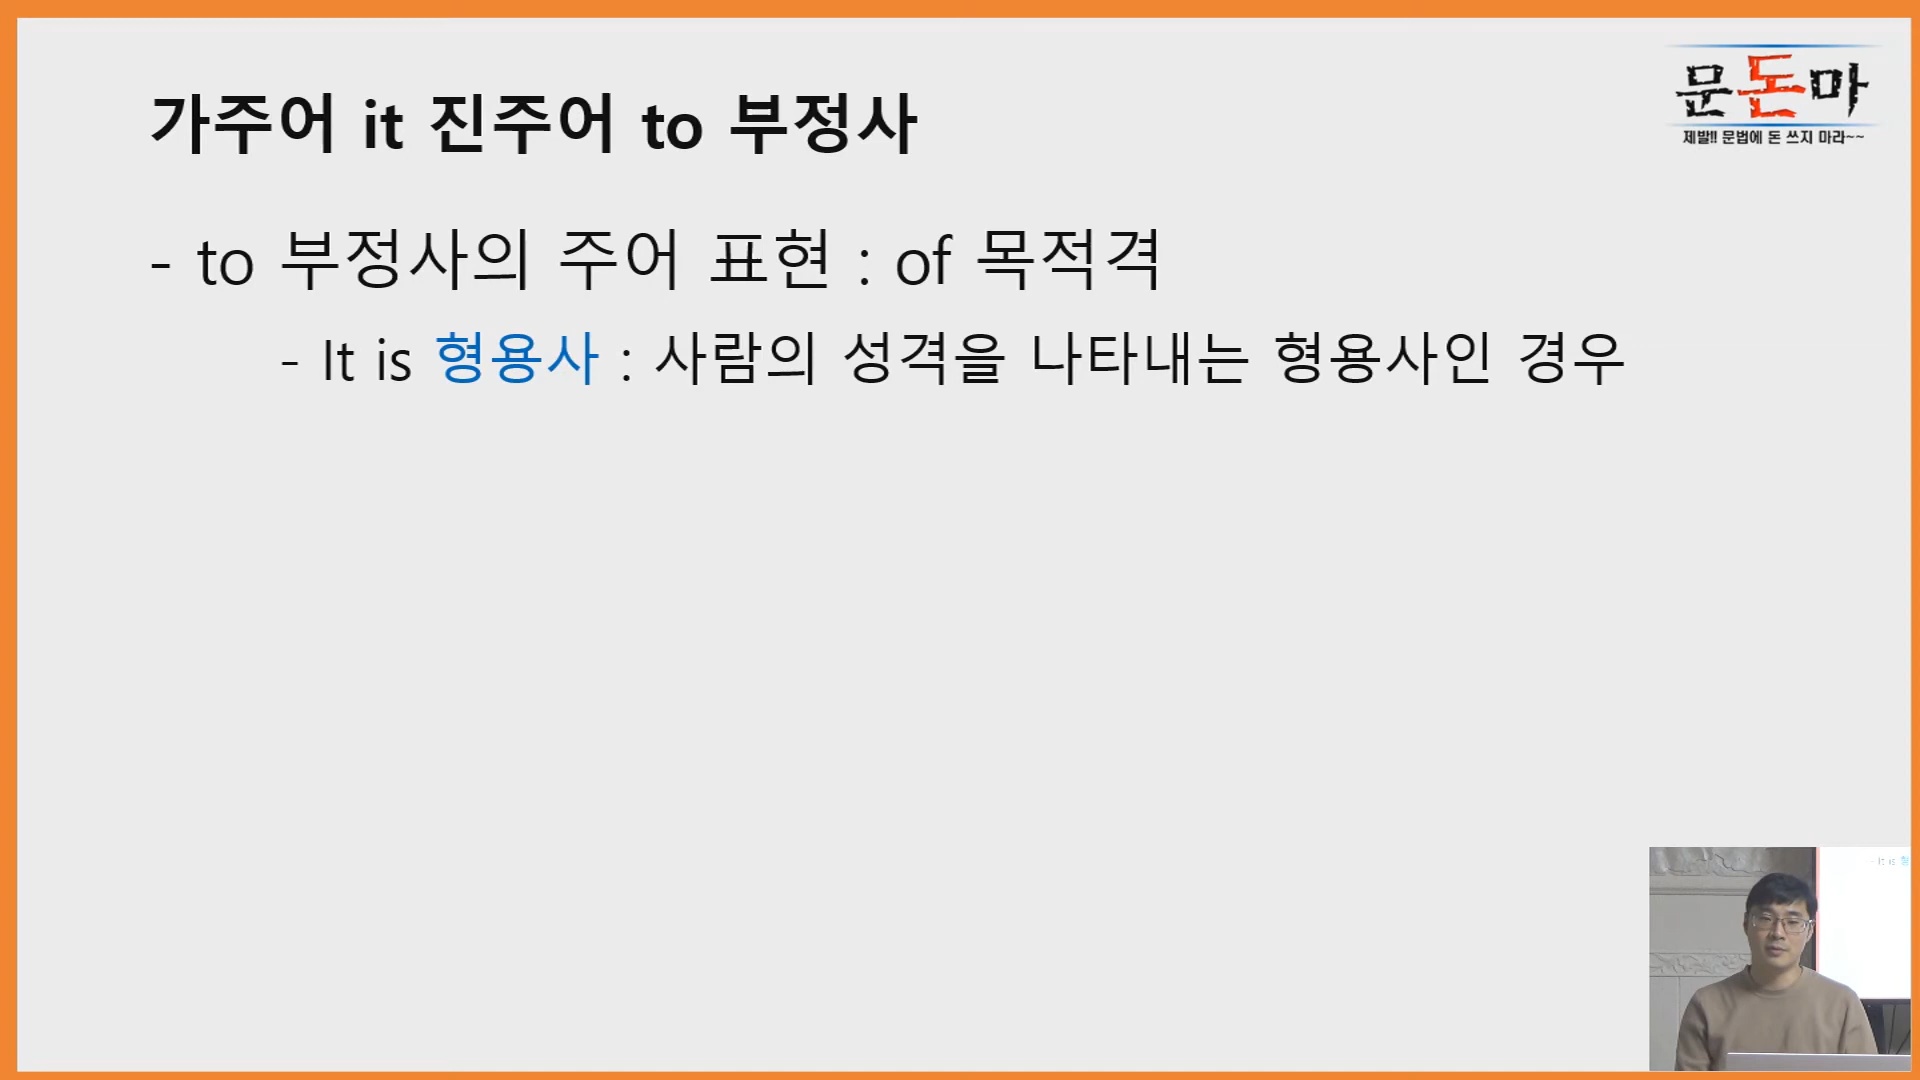 가주어 it 진주어 to 부정사
문돈마
제발!! 문법에 돈 쓰지 마라~~
- to 부정사의 주어 표현 : of 목적격
- It is 형용사 : 사람의 성격을 나타내는 형용사인 경우
- It is 형